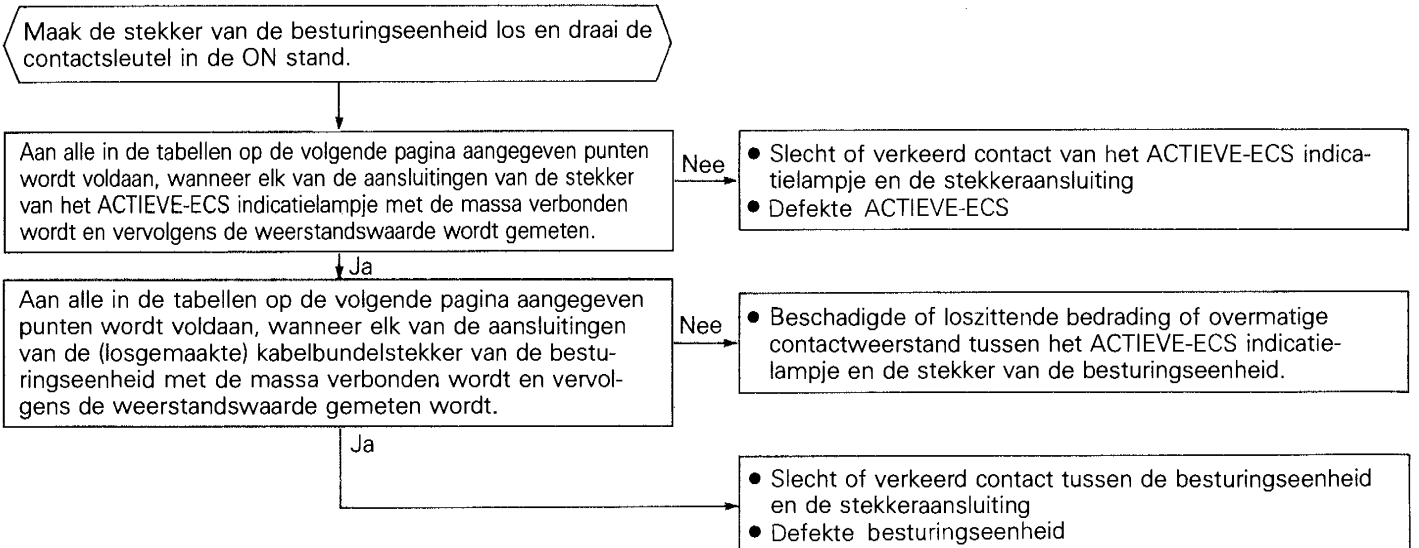 Maak de stekker van de besturingseenheid los en draai de
contactsleutel in de ON stand.
Aan alle in de tabellen op de volgende pagina aangegeven punten
wordt voldaan, wanneer elk van de aansluitingen van de stekker
van het ACTIEVE-ECS indicatielampje met de massa verbonden
wordt en vervolgens de weerstandswaarde wordt gemeten.
Nee
● Slecht of verkeerd contact van het ACTIEVE-ECS indica-
tielampje en de stekkeraansluiting
● Defekte ACTIEVE-ECS
Ja
Aan alle in de tabellen op de volgende pagina aangegeven
punten wordt voldaan, wanneer elk van de aansluitingen
van de (losgemaakte) kabelbundelstekker van de bestu-
ringseenheid met de massa verbonden wordt en vervol-
gens de weerstandswaarde gemeten wordt.
Nee
● Beschadigde of loszittende bedrading of overmatige
contactweerstand tussen het ACTIEVE-ECS indicatie-
lampje en de stekker van de besturingseenheid.
Ja
● Slecht of verkeerd contact tussen de besturingseenheid
en de stekkeraansluiting
● Defekte besturingseenheid